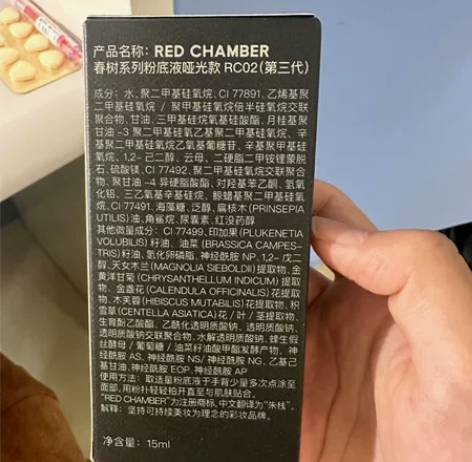 产品名称：RED CHAMBER
春树系列粉底液哑光款 RC02（第三代）
成分：水、聚二甲基硅氧烷、CI 77891、乙烯基聚
二甲基硅氧烷 / 聚甲基硅氧烷倍半硅氧烷交联
聚合物、甘油、三甲基硅烷氧基硅酸酯、月桂基聚
甘油-3 聚二甲基硅氧乙基聚二甲基硅氧烷、辛
基聚二甲基硅氧烷乙氧基葡糖苷、辛基聚甲基硅
氧烷、1,2-己二醇、云母、二硬脂二甲铵锂蒙脱
石、硫酸镁、CI 77492、聚二甲基硅氧烷交联聚合
物、聚甘油-4 异硬脂酸酯、对羟基苯乙酮、氢氧
化铝、三乙氧基辛基硅烷、鲸蜡基聚二甲基硅氧
烷、CI 77491、海藻糖、泛醇、扁核木(PRINSEPIA
UTILIS)油、角鲨烷、尿囊素、红没药醇
其他微量成分：CI 77499、印加果(PLUKENETIA
VOLUBILIS)籽油、油菜(BRASSICA CAMPES-
TRIS)籽油、氢化卵磷脂、神经酰胺 NP、1,2-戊二
醇、天女木兰(MAGNOLIA SIEBOLDII)提取物、金
黄洋甘菊(CHRYSANTHELLUM INDICUM)提取
物、金盏花(CALENDULA OFFICINALIS)花提取
物、木芙蓉(HIBISCUS MUTABILIS)花提取物、积
雪草(CENTELLA ASIATICA)花/叶/茎提取物、
生育酚乙酸酯、乙酰化透明质酸钠、透明质酸钠、
透明质酸钠交联聚合物、水解透明质酸钠、蜂生假
丝酵母/葡萄糖/油菜籽油酸甲酯发酵产物、神
经酰胺 AS、神经酰胺 NS/ 神经酰胺 NG、乙基己
基甘油、神经酰胺 EOP、神经酰胺 AP
使用方法：取适量粉底液于手背少量多次点涂至
面部，用粉扑轻轻拍开直至与肌肤贴合。
"RED CHAMBER"为注册商标，中文翻译为"朱栈"。
解释：坚持可持续美妆为理念的彩妆品牌。
净含量：15ml